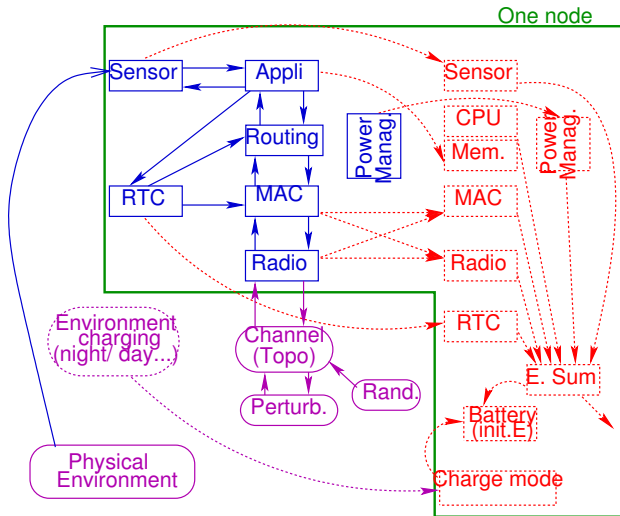 One node
Sensor
Appli
Sensor
Routing
Power
Manag.
CPU
Mem.
Power
Manag.
RTC
MAC
MAC
Radio
Radio
Environment
charging
(night/ day...)
Channel
(Topo)
RTC
Rand.
E. Sum
Perturb.
Battery
(init.E)
Physical
Environment
Charge mode